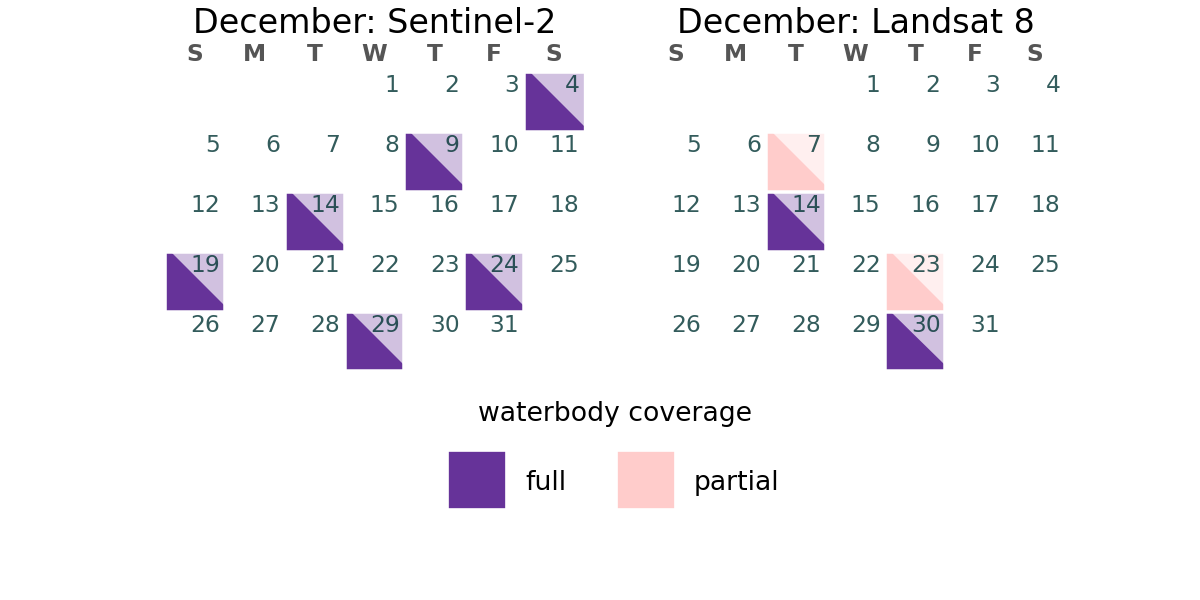 December: Sentinel-2
S M T W T F S
1 2 3 4
5 6 7 8 9 10 11
12 13 14 15 16 17 18
19 20 21 22 23 24 25
26 27 28 29 30 31
December: Landsat 8
S M T W T F S
1 2 3 4
5 6 7 8 9 10 11
12 13 14 15 16 17 18
19 20 21 22 23 24 25
26 27 28 29 30 31
waterbody coverage
full
partial